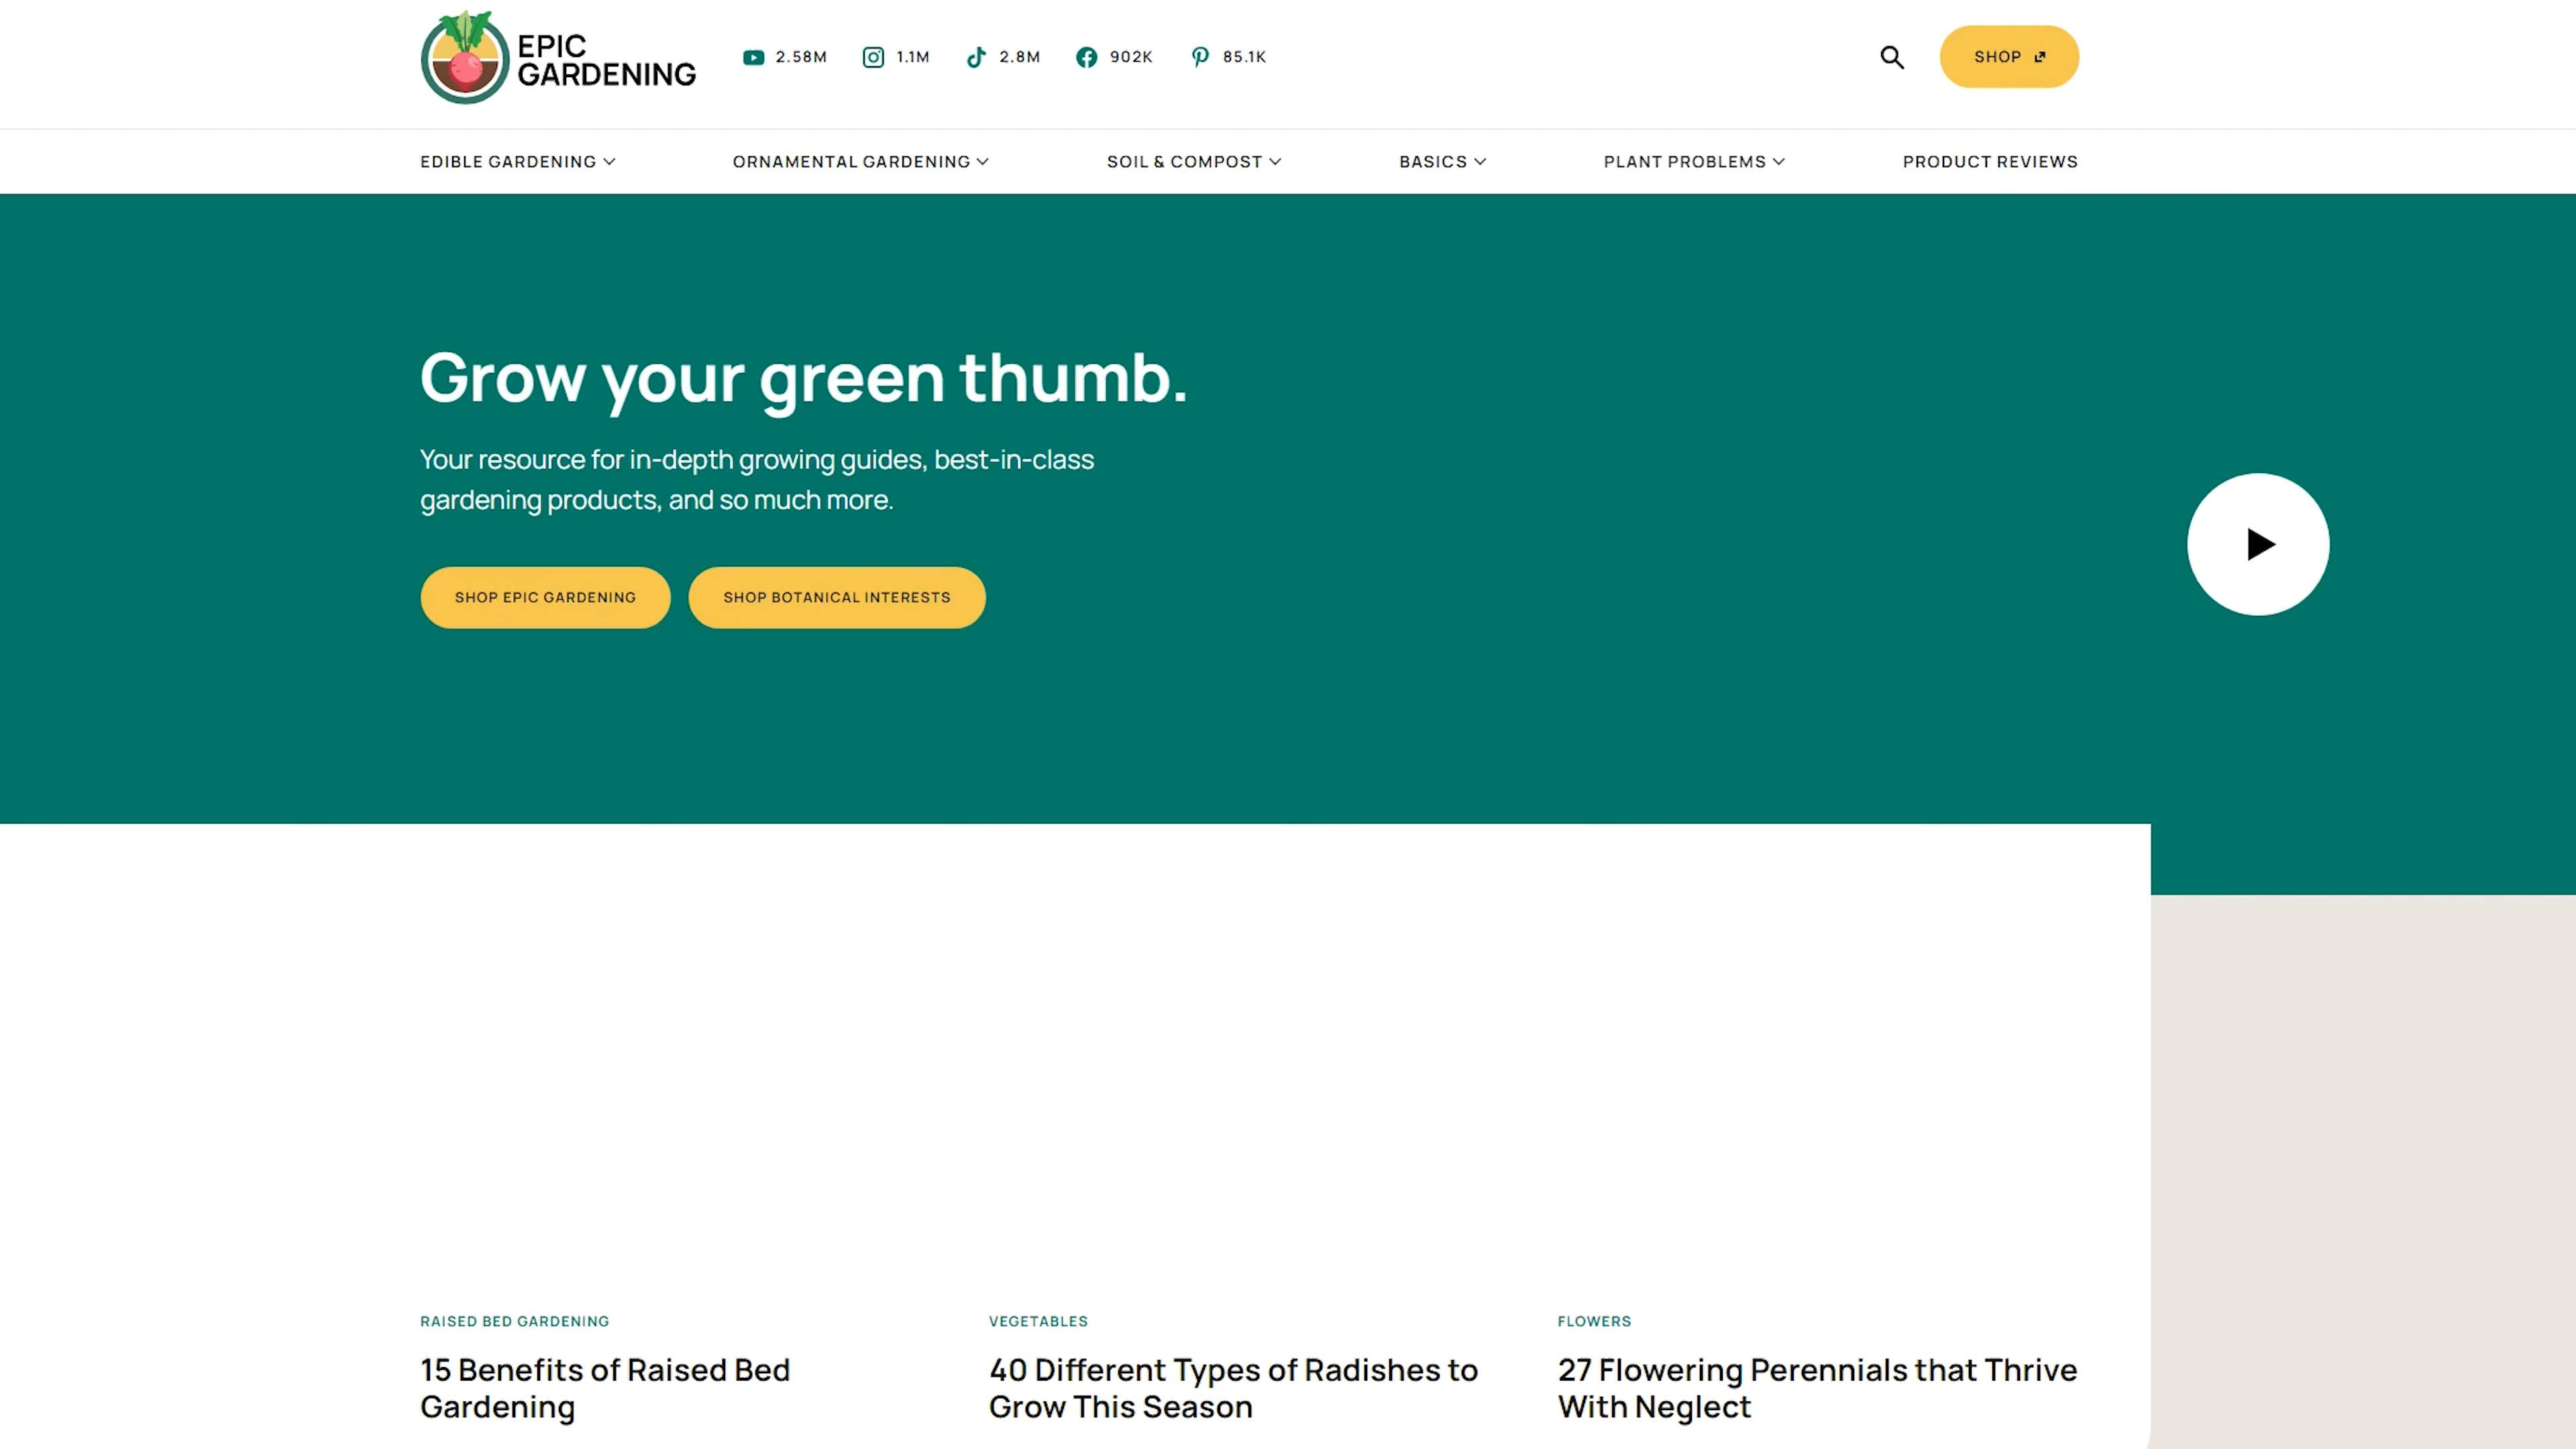 EPIC
GARDENING
2.58M
1.1M
2.8M
902K
85.1K
SHOP
EDIBLE GARDENING
ORNAMENTAL GARDENING
SOIL & COMPOST
BASICS
PLANT PROBLEMS
PRODUCT REVIEWS
Grow your green thumb.
Your resource for in-depth growing guides, best-in-class
gardening products, and so much more.
SHOP EPIC GARDENING
SHOP BOTANICAL INTERESTS
RAISED BED GARDENING
15 Benefits of Raised Bed
Gardening
VEGETABLES
40 Different Types of Radishes to
Grow This Season
FLOWERS
27 Flowering Perennials that Thrive
With Neglect